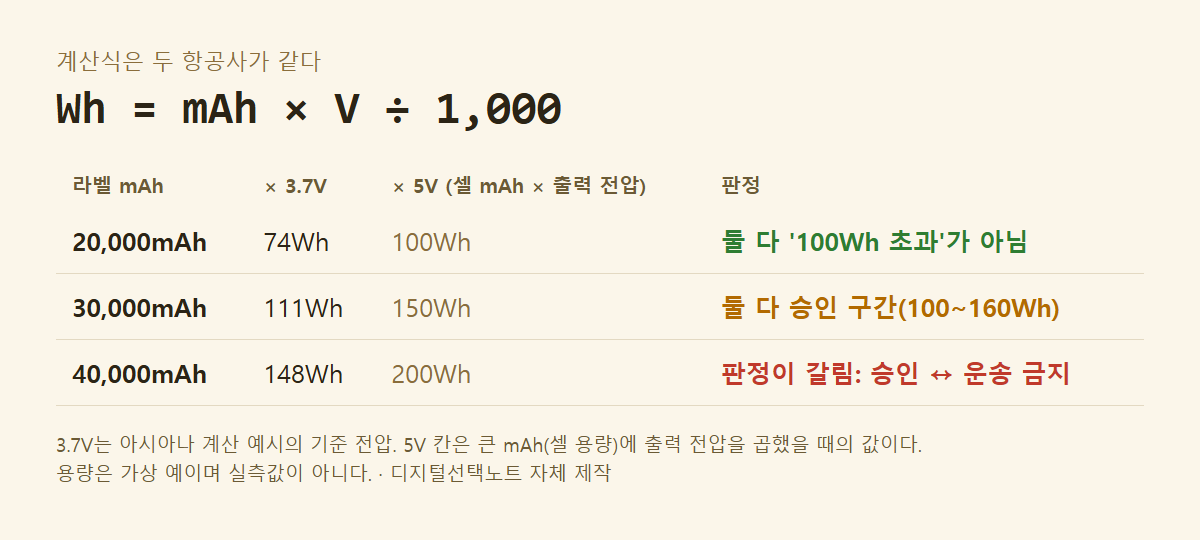 계산식은 두 항공사가 같다
Wh = mAh × V ÷ 1,000
라벨 mAh × 3.7V × 5V (셀 mAh × 출력 전압) 판정
20,000mAh 74Wh 100Wh 둘 다 '100Wh 초과'가 아님
30,000mAh 111Wh 150Wh 둘 다 승인 구간(100~160Wh)
40,000mAh 148Wh 200Wh 판정이 갈림: 승인 ↔ 운송 금지
3.7V는 아시아나 계산 예시의 기준 전압. 5V 칸은 큰 mAh(셀 용량)에 출력 전압을 곱했을 때의 값이다.
용량은 가상 예이며 실측값이 아니다. · 디지털선택노트 자체 제작